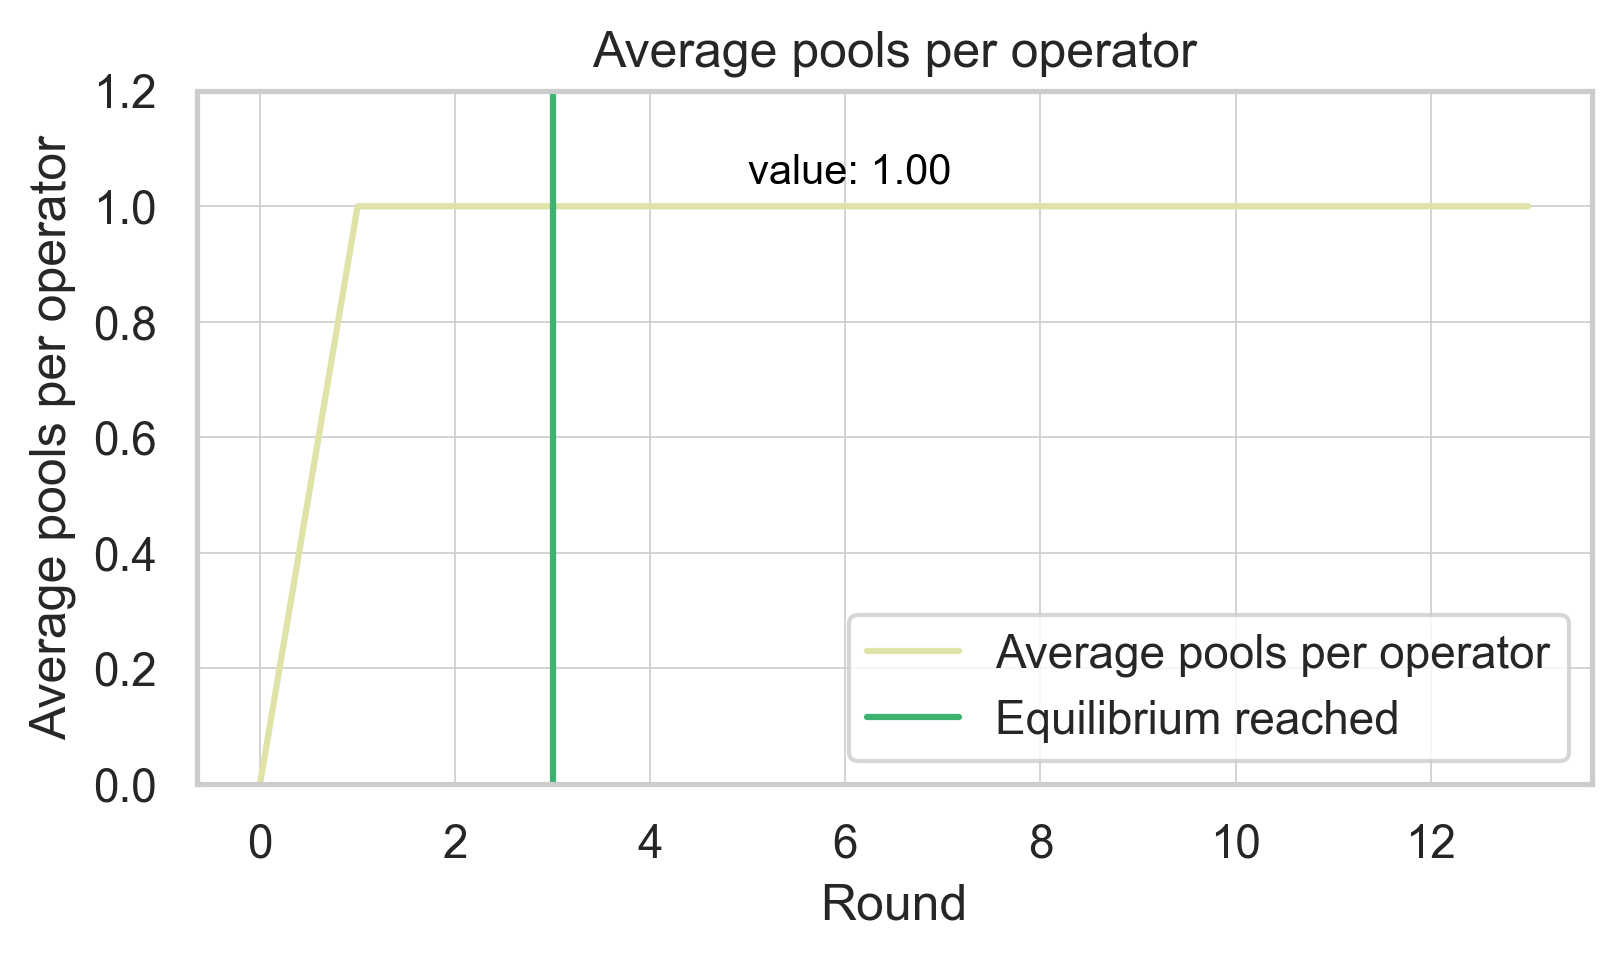 Average pools per operator
Average pools per operator
1.2
1.0
0.8
0.6
0.4
0.2
0.0
value: 1.00
Average pools per operator
Equilibrium reached
0 2 4 6 8 10 12
Round